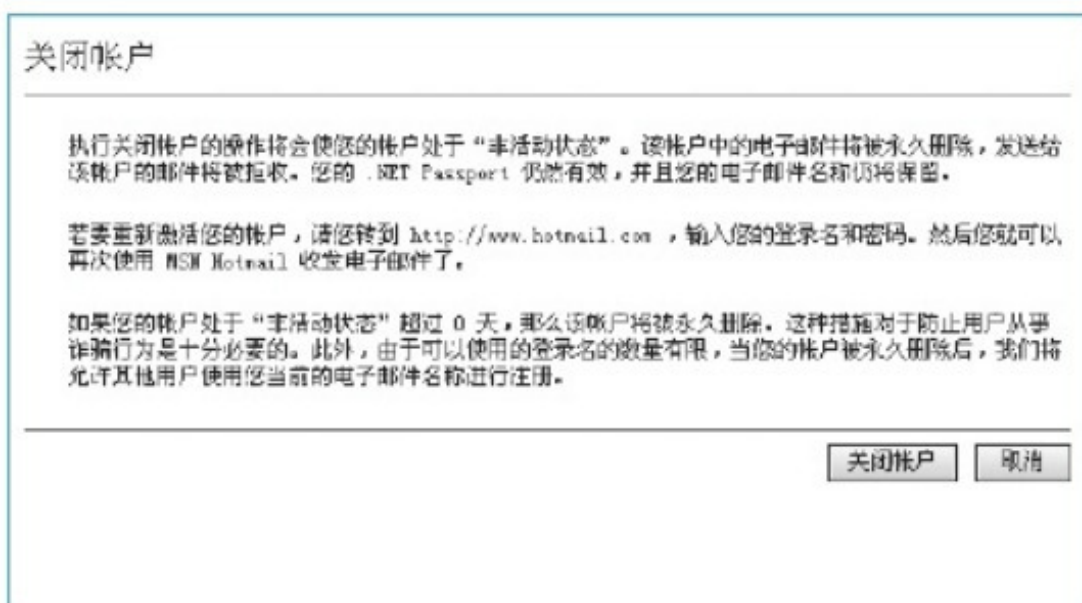 关闭帐户
执行关闭帐户的操作将会使您的帐户处于“非活动状态”。该帐户中的电子邮件将被永久删除，发送给
该帐户的邮件将被拒收。您的 .NET Passport 仍然有效，并且您的电子邮件名称仍将保留。
若要重新激活您的帐户，请您转到 http://www.hotmail.com ，输入您的登录名和密码。然后您就可以
再次使用 MSN Hotmail 收发电子邮件了。
如果您的帐户处于“非活动状态”超过 0 天，那么该帐户将被永久删除。这种措施对于防止用户从事
诈骗行为是十分必要的。此外，由于可以使用的登录名的数量有限，当您的帐户被永久删除后，我们将
允许其他用户使用您当前的电子邮件名称进行注册。
关闭帐户 取消